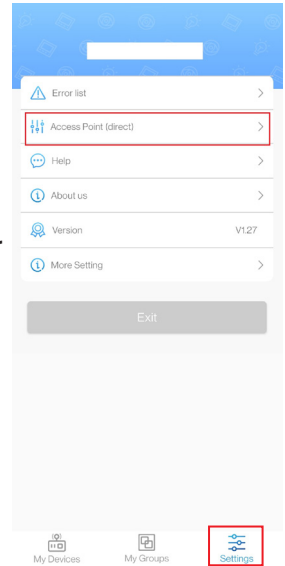 Error list
Access Point (direct)
Help
About us
Version V1.27
More Setting
Exit
My Devices My Groups Settings